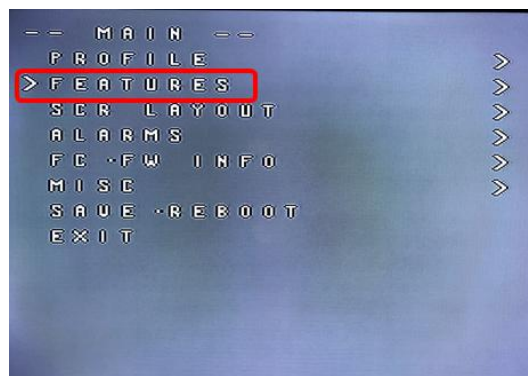 -- MAIN --
PROFILE >
> FEATURES >
SCR LAYOUT >
ALARMS >
FC-FW INFO >
MISC >
SAVE-REBOOT
EXIT